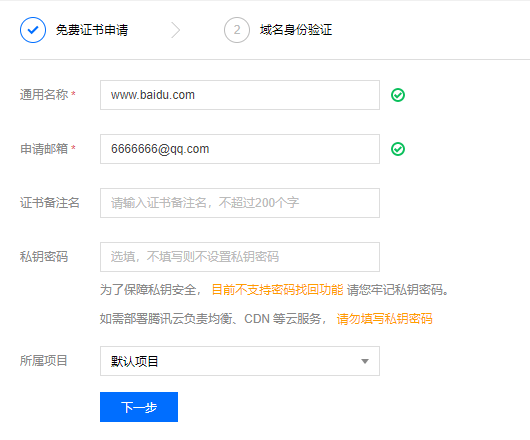 免费证书申请
2 域名身份验证
通用名称 * www.baidu.com
申请邮箱 * 6666666@qq.com
证书备注名 请输入证书备注名，不超过200个字
私钥密码 选填，不填写则不设置私钥密码
为了保障私钥安全， 目前不支持密码找回功能 请您牢记私钥密码。
如需部署腾讯云负责均衡、CDN 等云服务， 请勿填写私钥密码
所属项目 默认项目
下一步